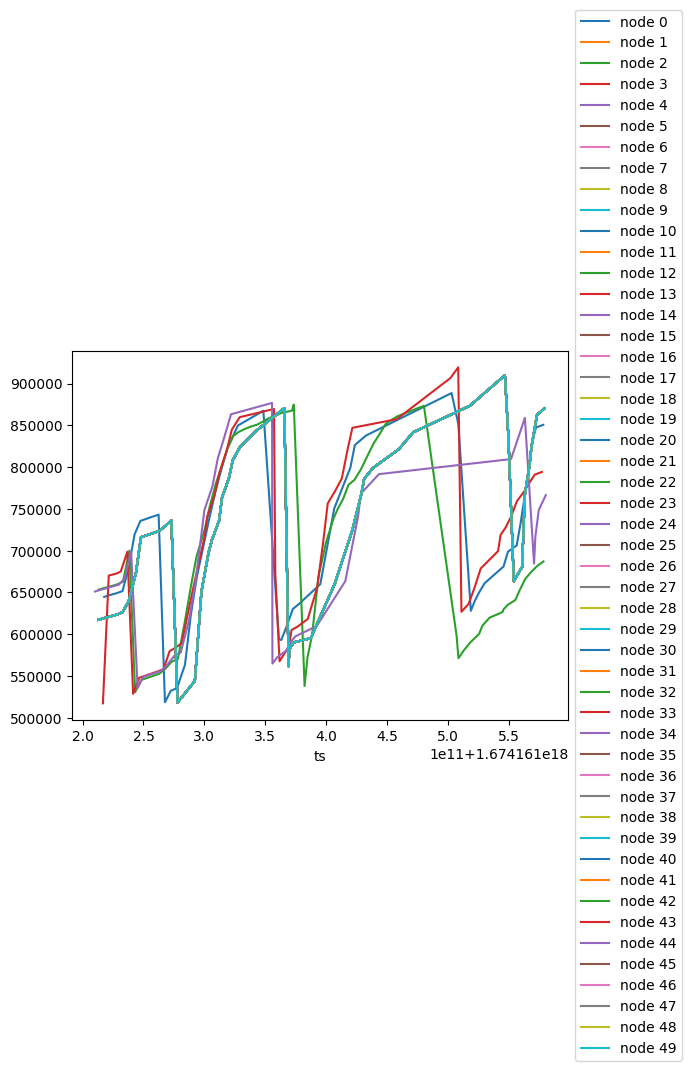 node 0
node 1
node 2
node 3
node 4
node 5
node 6
node 7
node 8
node 9
node 10
node 11
node 12
node 13
node 14
node 15
node 16
node 17
node 18
node 19
node 20
node 21
node 22
node 23
node 24
node 25
node 26
node 27
node 28
node 29
node 30
node 31
node 32
node 33
node 34
node 35
node 36
node 37
node 38
node 39
node 40
node 41
node 42
node 43
node 44
node 45
node 46
node 47
node 48
node 49
900000
850000
800000
750000
700000
650000
600000
550000
500000
2.0 2.5 3.0 3.5 4.0 4.5 5.0 5.5
1e11+1.674161e18
ts